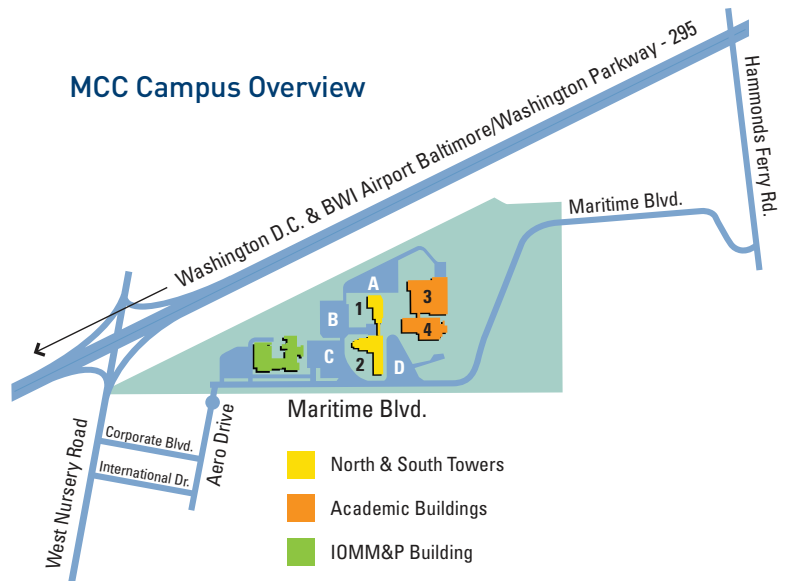 MCC Campus Overview
Washington D.C. & BWI Airport Baltimore/Washington Parkway - 295
Hammonds Ferry Rd.
Maritime Blvd.
A
3
1
B
4
C
2
D
Maritime Blvd.
Aero Drive
West Nursery Road
Corporate Blvd.
International Dr.
North & South Towers
Academic Buildings
IOMM&P Building